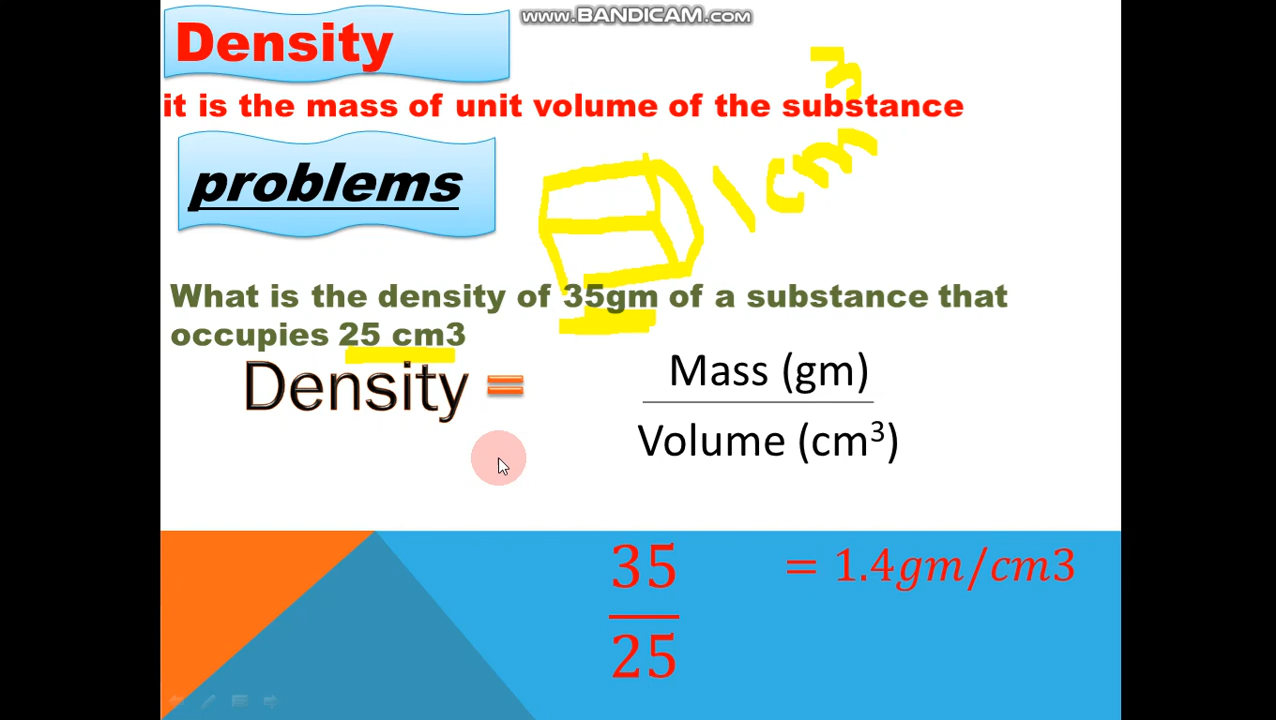 www.BANDICAM.com
Density
it is the mass of unit volume of the substance
problems
1 cm 3
What is the density of 35gm of a substance that
occupies 25 cm3
Density =
Mass (gm)
Volume (cm³)
35
25
= 1.4gm/cm3